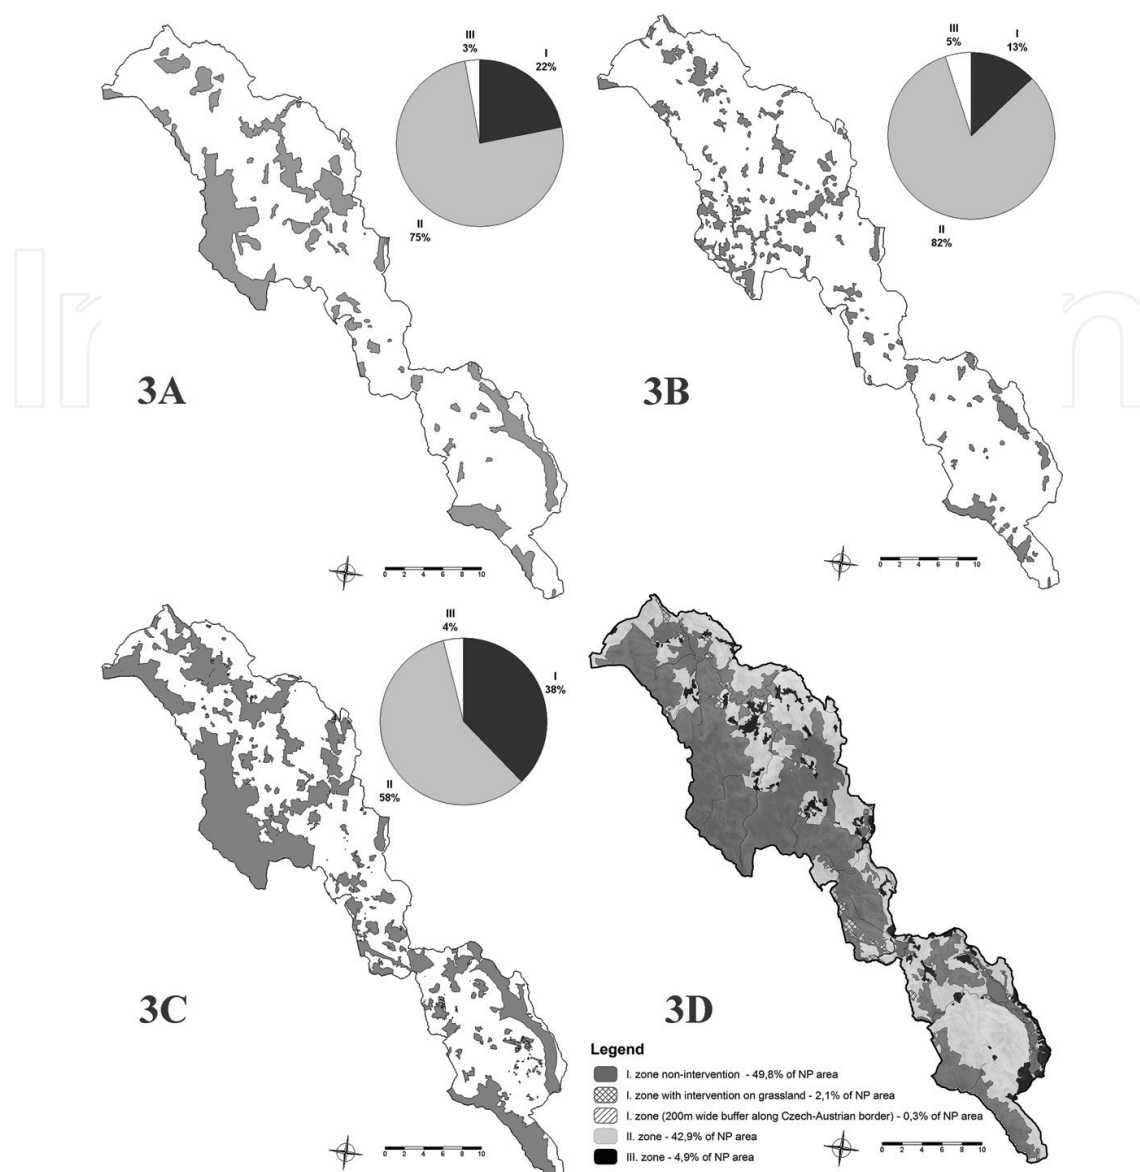 III
3%
I
22%
II
75%
3A
0 2 4 6 8 10
III
5%
I
13%
II
82%
3B
0 2 4 6 8 10
III
4%
I
38%
II
58%
3C
0 2 4 6 8 10
3D
Legend
I. zone non-intervention - 49,8% of NP area
I. zone with intervention on grassland - 2,1% of NP area
I. zone (200m wide buffer along Czech-Austrian border) - 0,3% of NP area
II. zone - 42,9% of NP area
III. zone - 4,9% of NP area
0 2 4 6 8 10